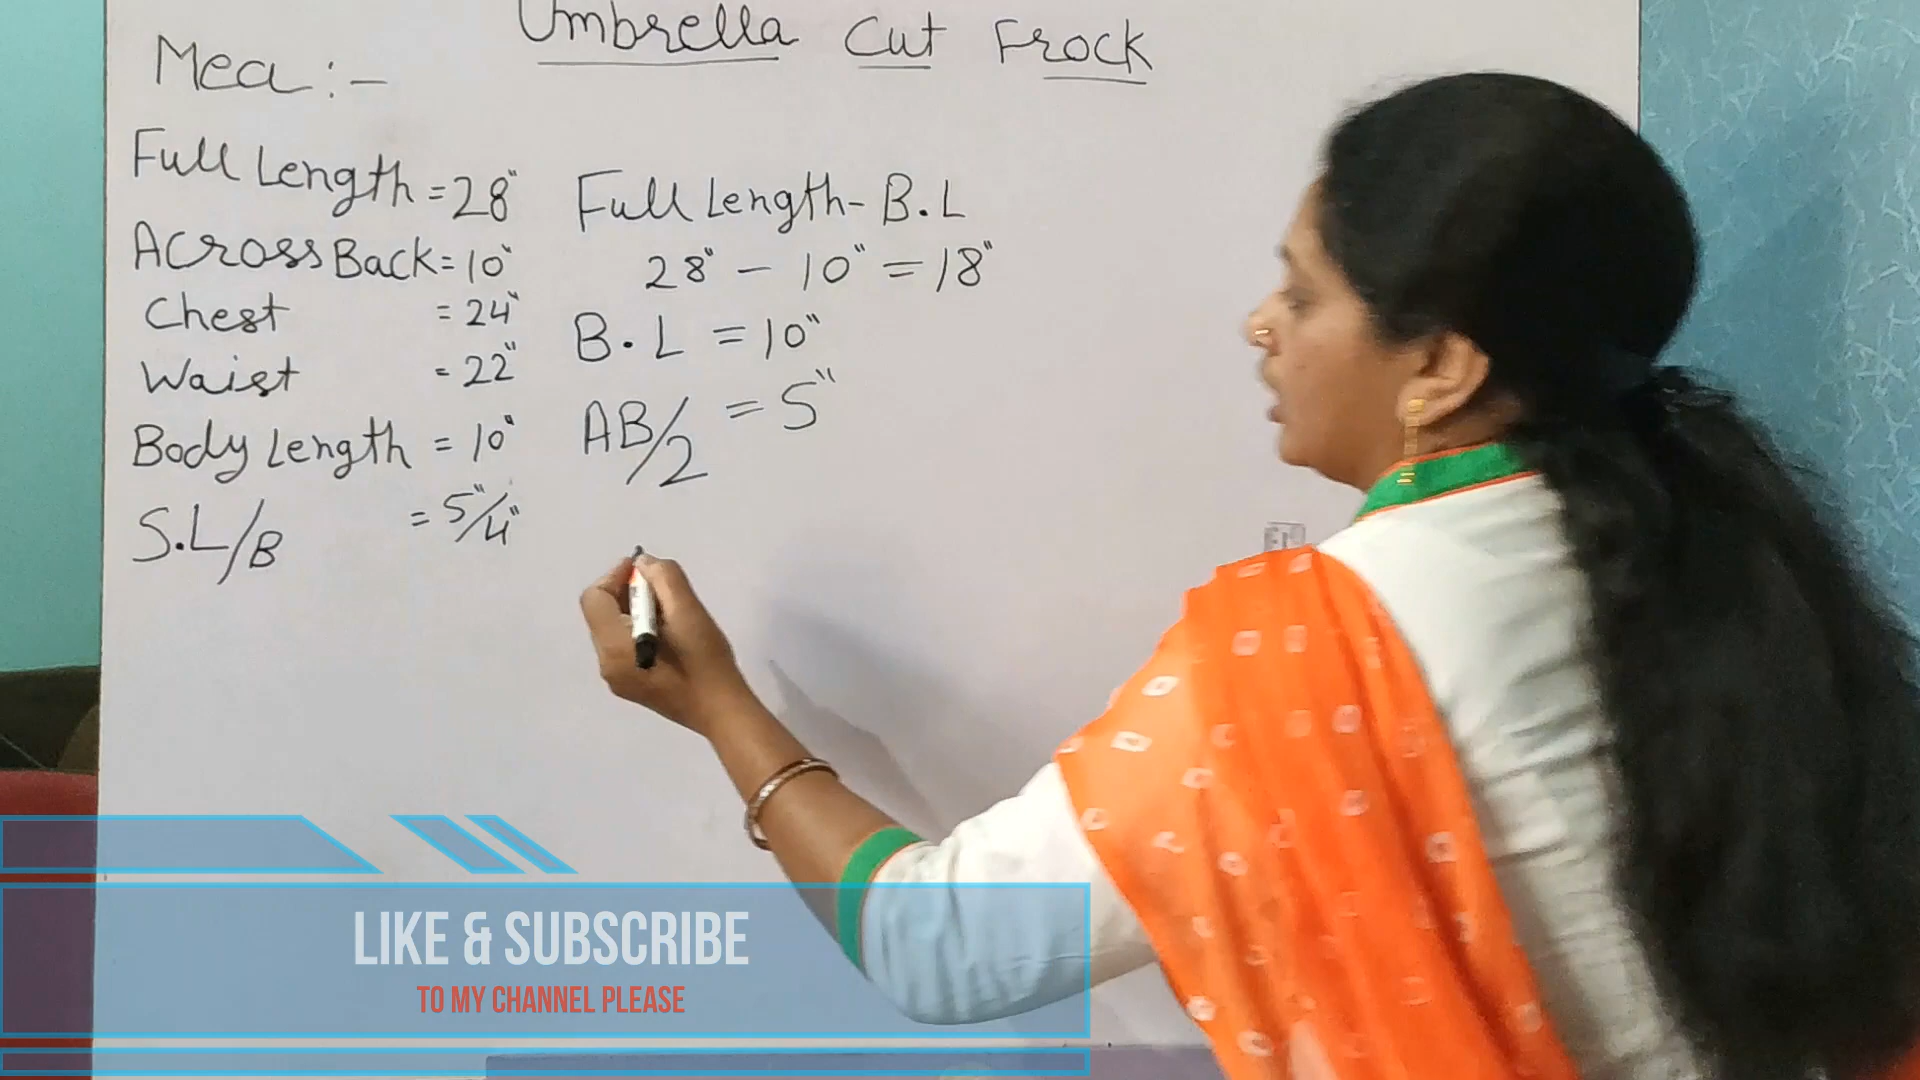 Umbrella Cut Frock
Mea :-
Full Length = 28"
Across Back = 10"
Chest = 24"
Waist = 22"
Body Length = 10"
S.L/B = 5"/4"
Full Length - B.L
28" - 10" = 18"
B.L = 10"
AB/2 = 5"
LIKE & SUBSCRIBE
TO MY CHANNEL PLEASE